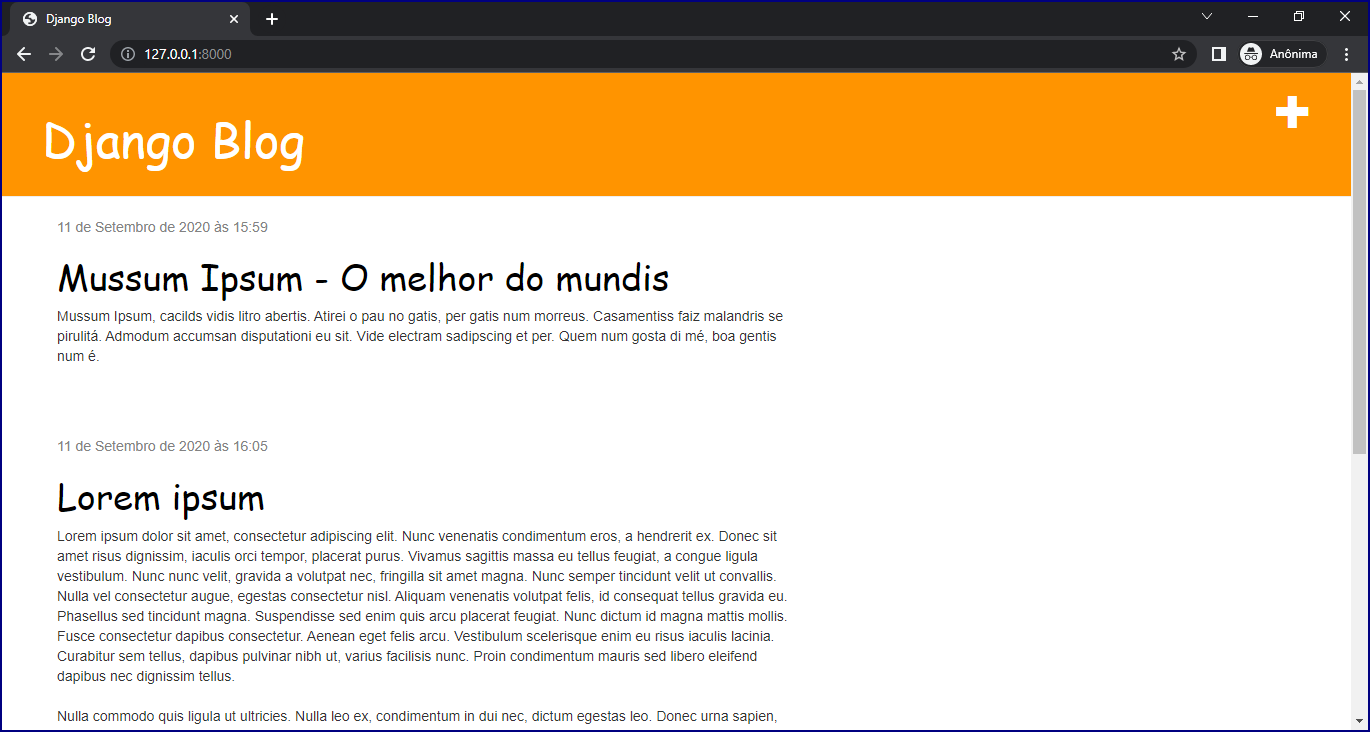 Django Blog
127.0.0.1:8000
Anônima
Django Blog
11 de Setembro de 2020 às 15:59
Mussum Ipsum - O melhor do mundis
Mussum Ipsum, cacilds vidis litro abertis. Atirei o pau no gatis, per gatis num morreus. Casamentiss faiz malandris se
pirulitá. Admodum accumsan disputationi eu sit. Vide electram sadipscing et per. Quem num gosta di mé, boa gentis
num é.
11 de Setembro de 2020 às 16:05
Lorem ipsum
Lorem ipsum dolor sit amet, consectetur adipiscing elit. Nunc venenatis condimentum eros, a hendrerit ex. Donec sit
amet risus dignissim, iaculis orci tempor, placerat purus. Vivamus sagittis massa eu tellus feugiat, a congue ligula
vestibulum. Nunc nunc velit, gravida a volutpat nec, fringilla sit amet magna. Nunc semper tincidunt velit ut convallis.
Nulla vel consectetur augue, egestas consectetur nisl. Aliquam venenatis volutpat felis, id consequat tellus gravida eu.
Phasellus sed tincidunt magna. Suspendisse sed enim quis arcu placerat feugiat. Nunc dictum id magna mattis mollis.
Fusce consectetur dapibus consectetur. Aenean eget felis arcu. Vestibulum scelerisque enim eu risus iaculis lacinia.
Curabitur sem tellus, dapibus pulvinar nibh ut, varius facilisis nunc. Proin condimentum mauris sed libero eleifend
dapibus nec dignissim tellus.
Nulla commodo quis ligula ut ultricies. Nulla leo ex, condimentum in dui nec, dictum egestas leo. Donec urna sapien,